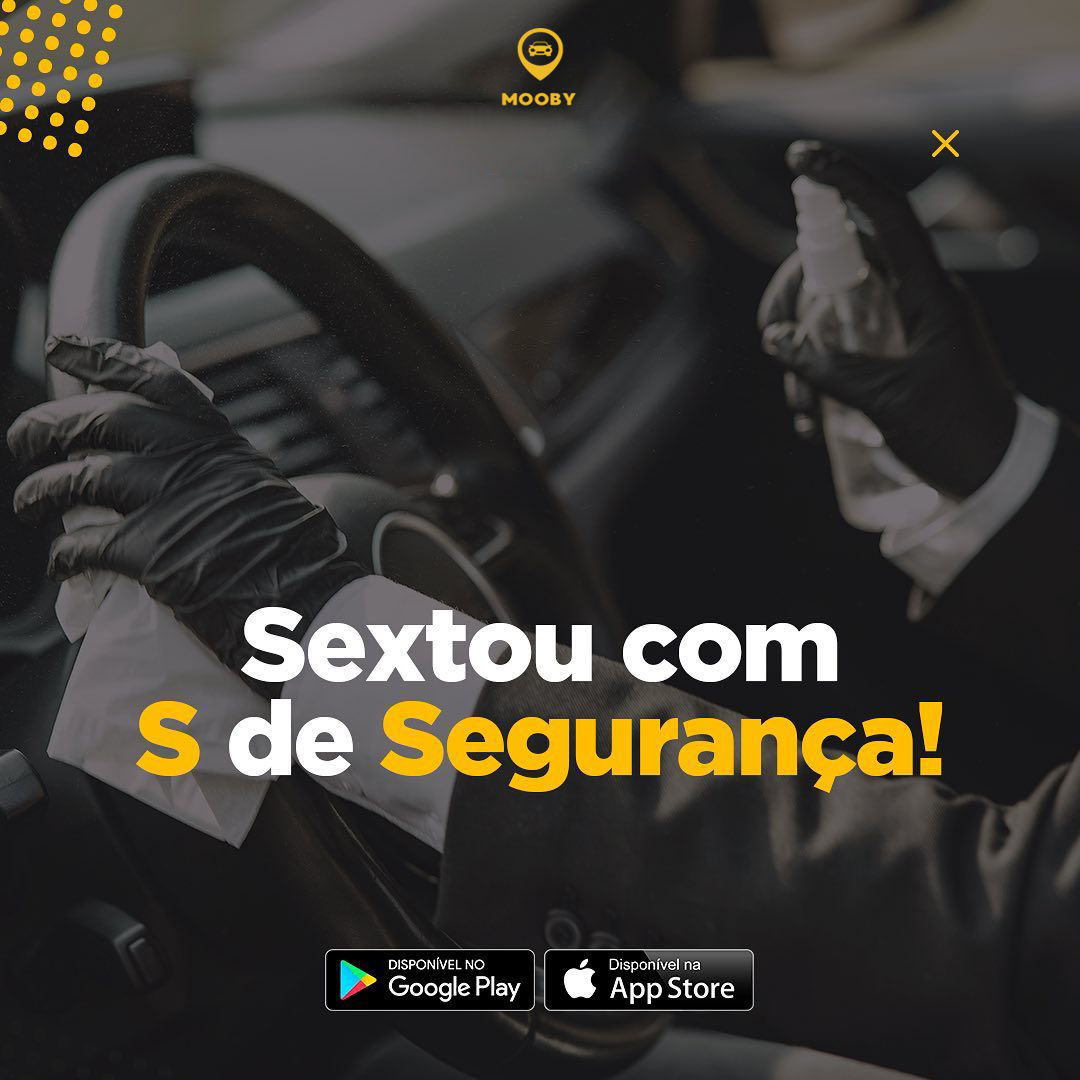 MOOBY
Sextou com
S de Segurança!
DISPONÍVEL NO
Google Play
Disponível na
App Store